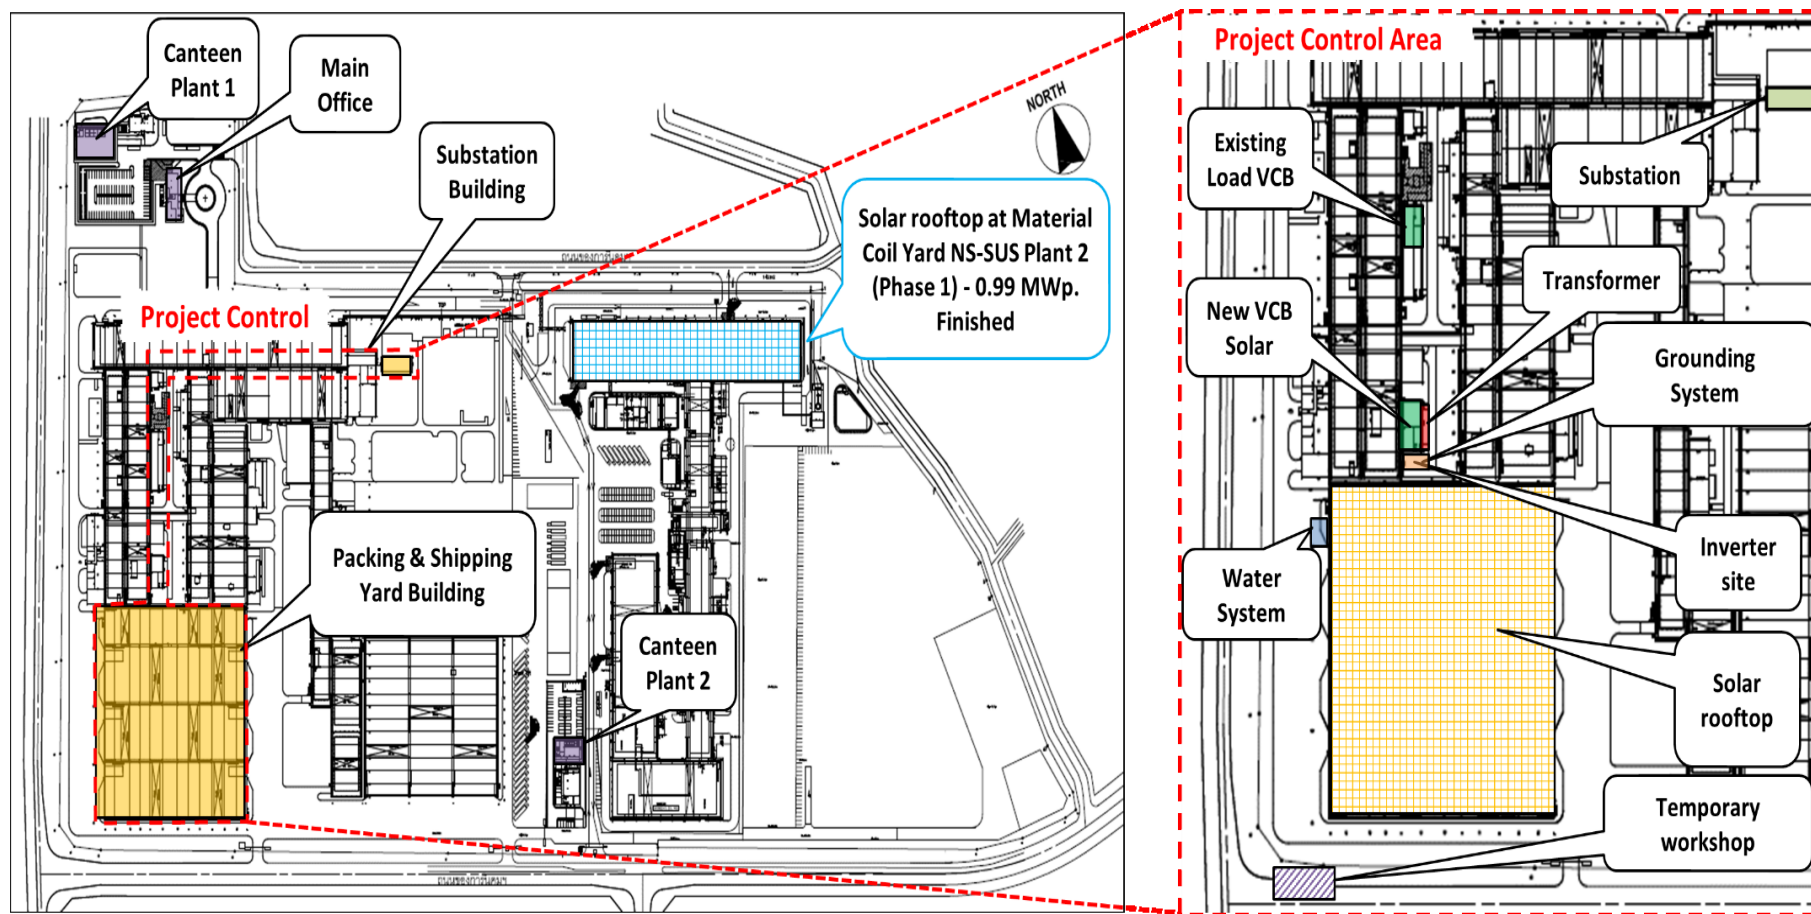 Canteen
Plant 1
Main
Office
Substation
Building
NORTH
Solar rooftop at Material
Coil Yard NS-SUS Plant 2
(Phase 1) - 0.99 MWp.
Finished
Project Control
Packing & Shipping
Yard Building
Canteen
Plant 2
Project Control Area
Existing
Load VCB
Substation
Transformer
New VCB
Solar
Grounding
System
Water
System
Inverter
site
Solar
rooftop
Temporary
workshop